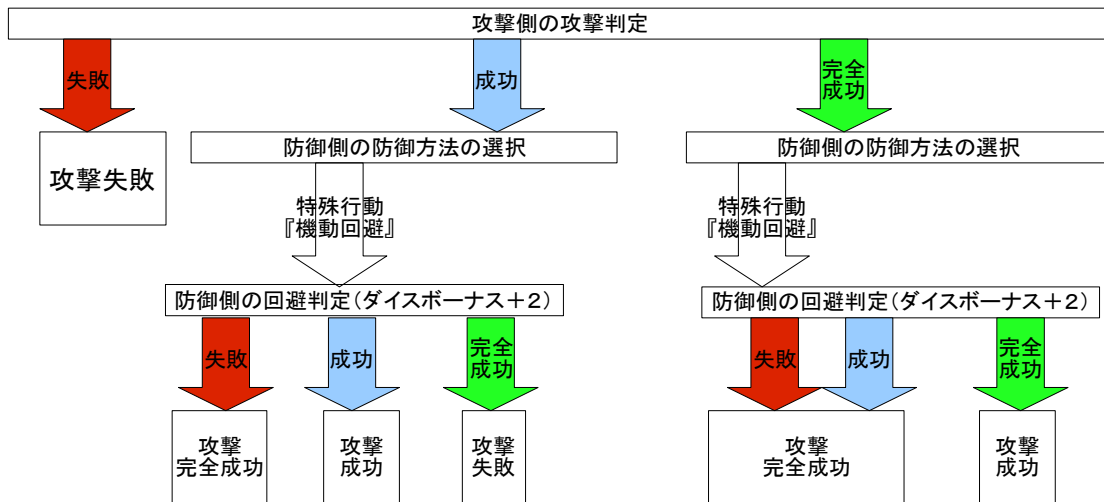 攻撃側の攻撃判定
失敗
成功
完全
成功
攻撃失敗
防御側の防御方法の選択
防御側の防御方法の選択
特殊行動
『機動回避』
特殊行動
『機動回避』
防御側の回避判定(ダイスボーナス+2)
防御側の回避判定(ダイスボーナス+2)
失敗
成功
完全
成功
失敗
成功
完全
成功
攻撃
完全成功
攻撃
成功
攻撃
失敗
攻撃
完全成功
攻撃
成功